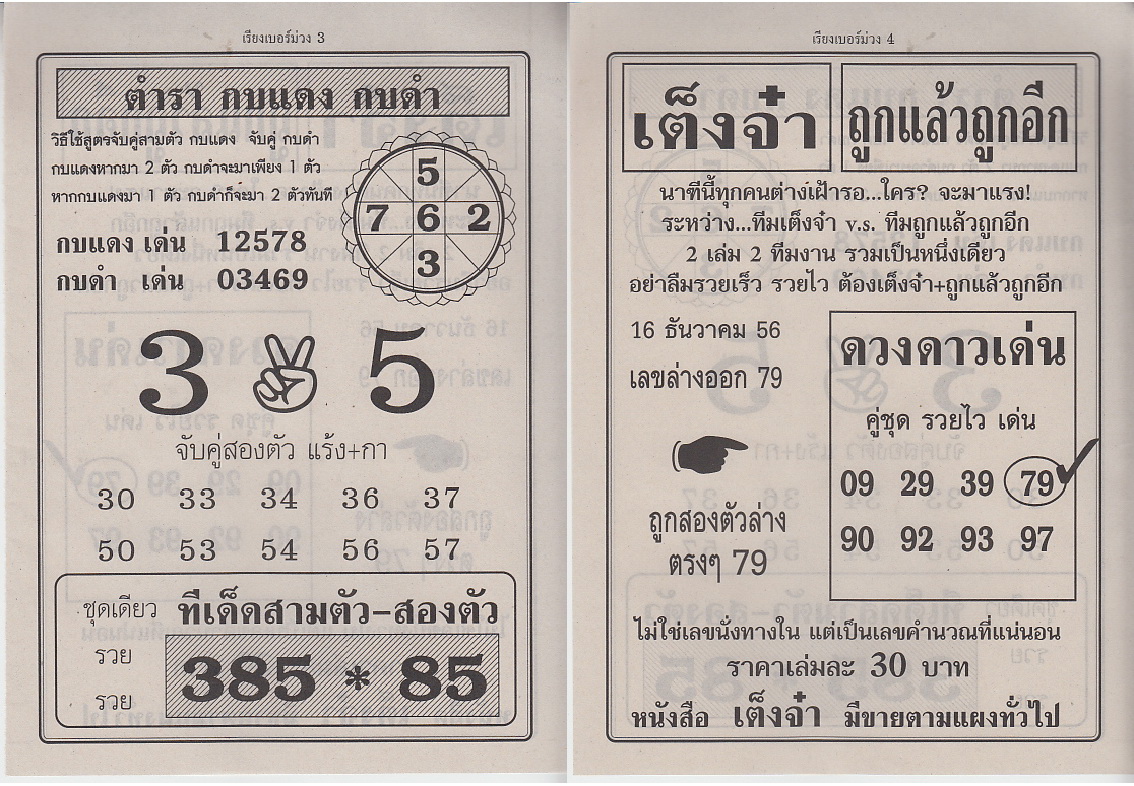 เรียงเบอร์ม่วง 3
ตำรา กบแดง กบดำ
วิธีใช้สูตรจับคู่สามตัว กบแดง จับคู่ กบดำ
กบแดงหากมา 2 ตัว กบดำจะมาเพียง 1 ตัว
หากกบแดงมา 1 ตัว กบดำก็จะมา 2 ตัวทันที
5
7 6 2
3
กบแดง เด่น 12578
กบดำ เด่น 03469
3 5
จับคู่สองตัว แร้ง+กา
30 33 34 36 37
50 53 54 56 57
ชุดเดียว ทีเด็ดสามตัว-สองตัว
รวย
รวย
385 * 85
เรียงเบอร์ม่วง 4
เต็งจ๋า
ถูกแล้วถูกอีก
นาฑีนี้ทุกคนต่างเฝ้ารอ...ใคร? จะมาแรง!
ระหว่าง...ทีมเต็งจ๋า v.s. ทีมถูกแล้วถูกอีก
2 เล่ม 2 ทีมงาน รวมเป็นหนึ่งเดียว
อย่าลืมรวยเร็ว รวยไว ต้องเต็งจ๋า+ถูกแล้วถูกอีก
16 ธันวาคม 56
เลขล่างออก 79
ถูกสองตัวล่าง
ตรงๆ 79
ดวงดาวเด่น
คู่ชุด รวยไว เด่น
09 29 39 79
90 92 93 97
ไม่ใช่เลขนั่งทางใน แต่เป็นเลขคำนวณที่แน่นอน
ราคาเล่มละ 30 บาท
หนังสือ เต็งจ๋า มีขายตามแผงทั่วไป